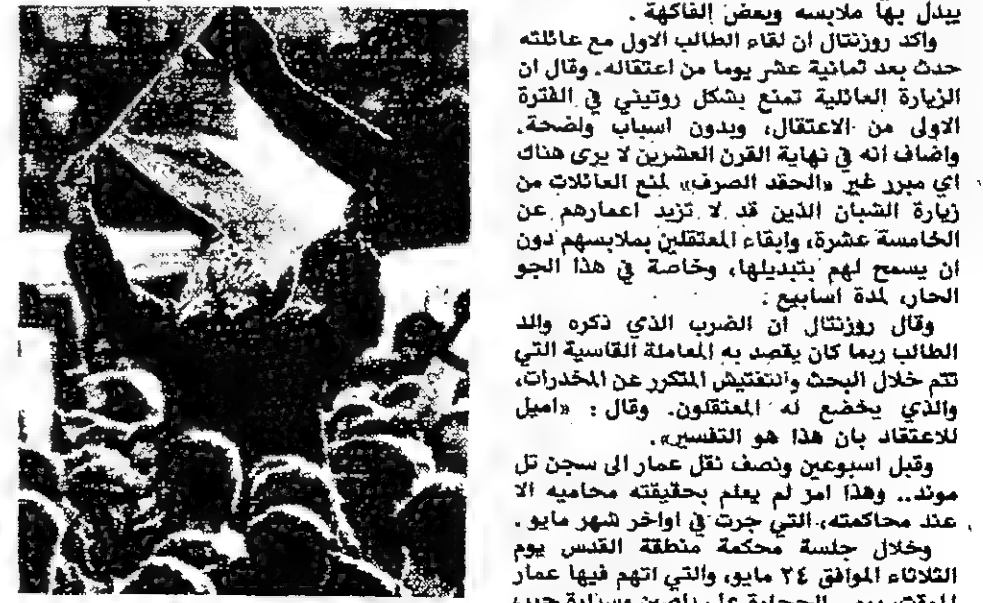 يبدل بها ملابسه وبعض الفاكهة .
واكد روزنتال ان لقاء الطالب الاول مع عائلته
حدث بعد ثمانية عشر يوما من اعتقاله. وقال ان
الزيارة العائلية تمنع بشكل روتيني في الفترة
الاولى من الاعتقال، وبدون اسباب واضحة.
واضاف انه في نهاية القرن العشرين لا يرى هناك
اي مبرر غير «الحقد الصرف» لمنع العائلات من
زيارة الشبان الذين قد لا تزيد اعمارهم عن
الخامسة عشرة، وابقاء المعتقلين بملابسهم دون
ان يسمح لهم بتبديلها، وخاصة في هذا الجو
الحار، لمدة اسابيع .
وقال روزنتال ان الضرب الذي ذكره والد
الطالب ربما كان يقصد به المعاملة القاسية التي
تتم خلال البحث والتفتيش المتكرر عن المخدرات،
والذي يخضع له المعتقلون. وقال : «اميل
للاعتقاد بان هذا هو التفسير».
وقبل اسبوعين ونصف نقل عمار الى سجن تل
موند.. وهذا امر لم يعلم بحقيقته محاميه الا
عند محاكمته، التي جرت في اواخر شهر مايو .
وخلال جلسة محكمة منطقة القدس يوم
الثلاثاء الموافق ٢٤ مايو، والتي اتهم فيها عمار
الحجارة على